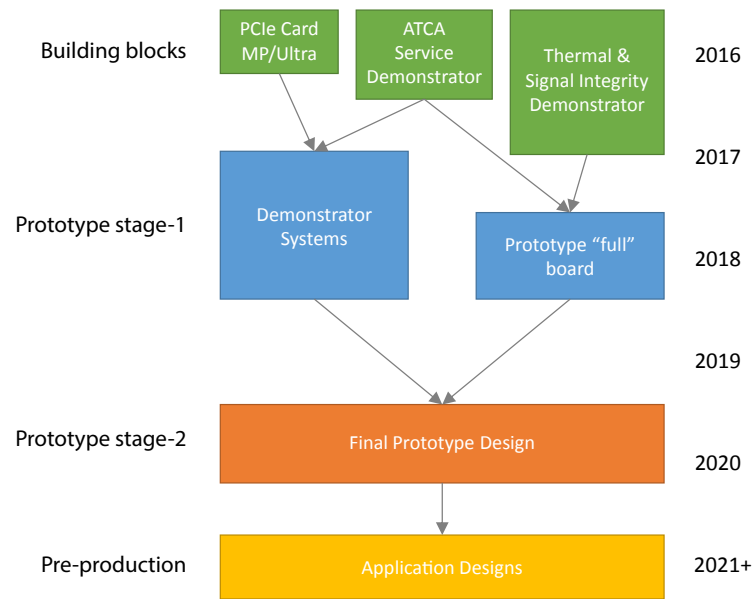 Building blocks
PCIe Card
MP/Ultra
ATCA
Service
Demonstrator
Thermal &
Signal Integrity
Demonstrator
2016
2017
Prototype stage-1
Demonstrator
Systems
Prototype “full”
board
2018
2019
Prototype stage-2
Final Prototype Design
2020
Pre-production
Application Designs
2021+